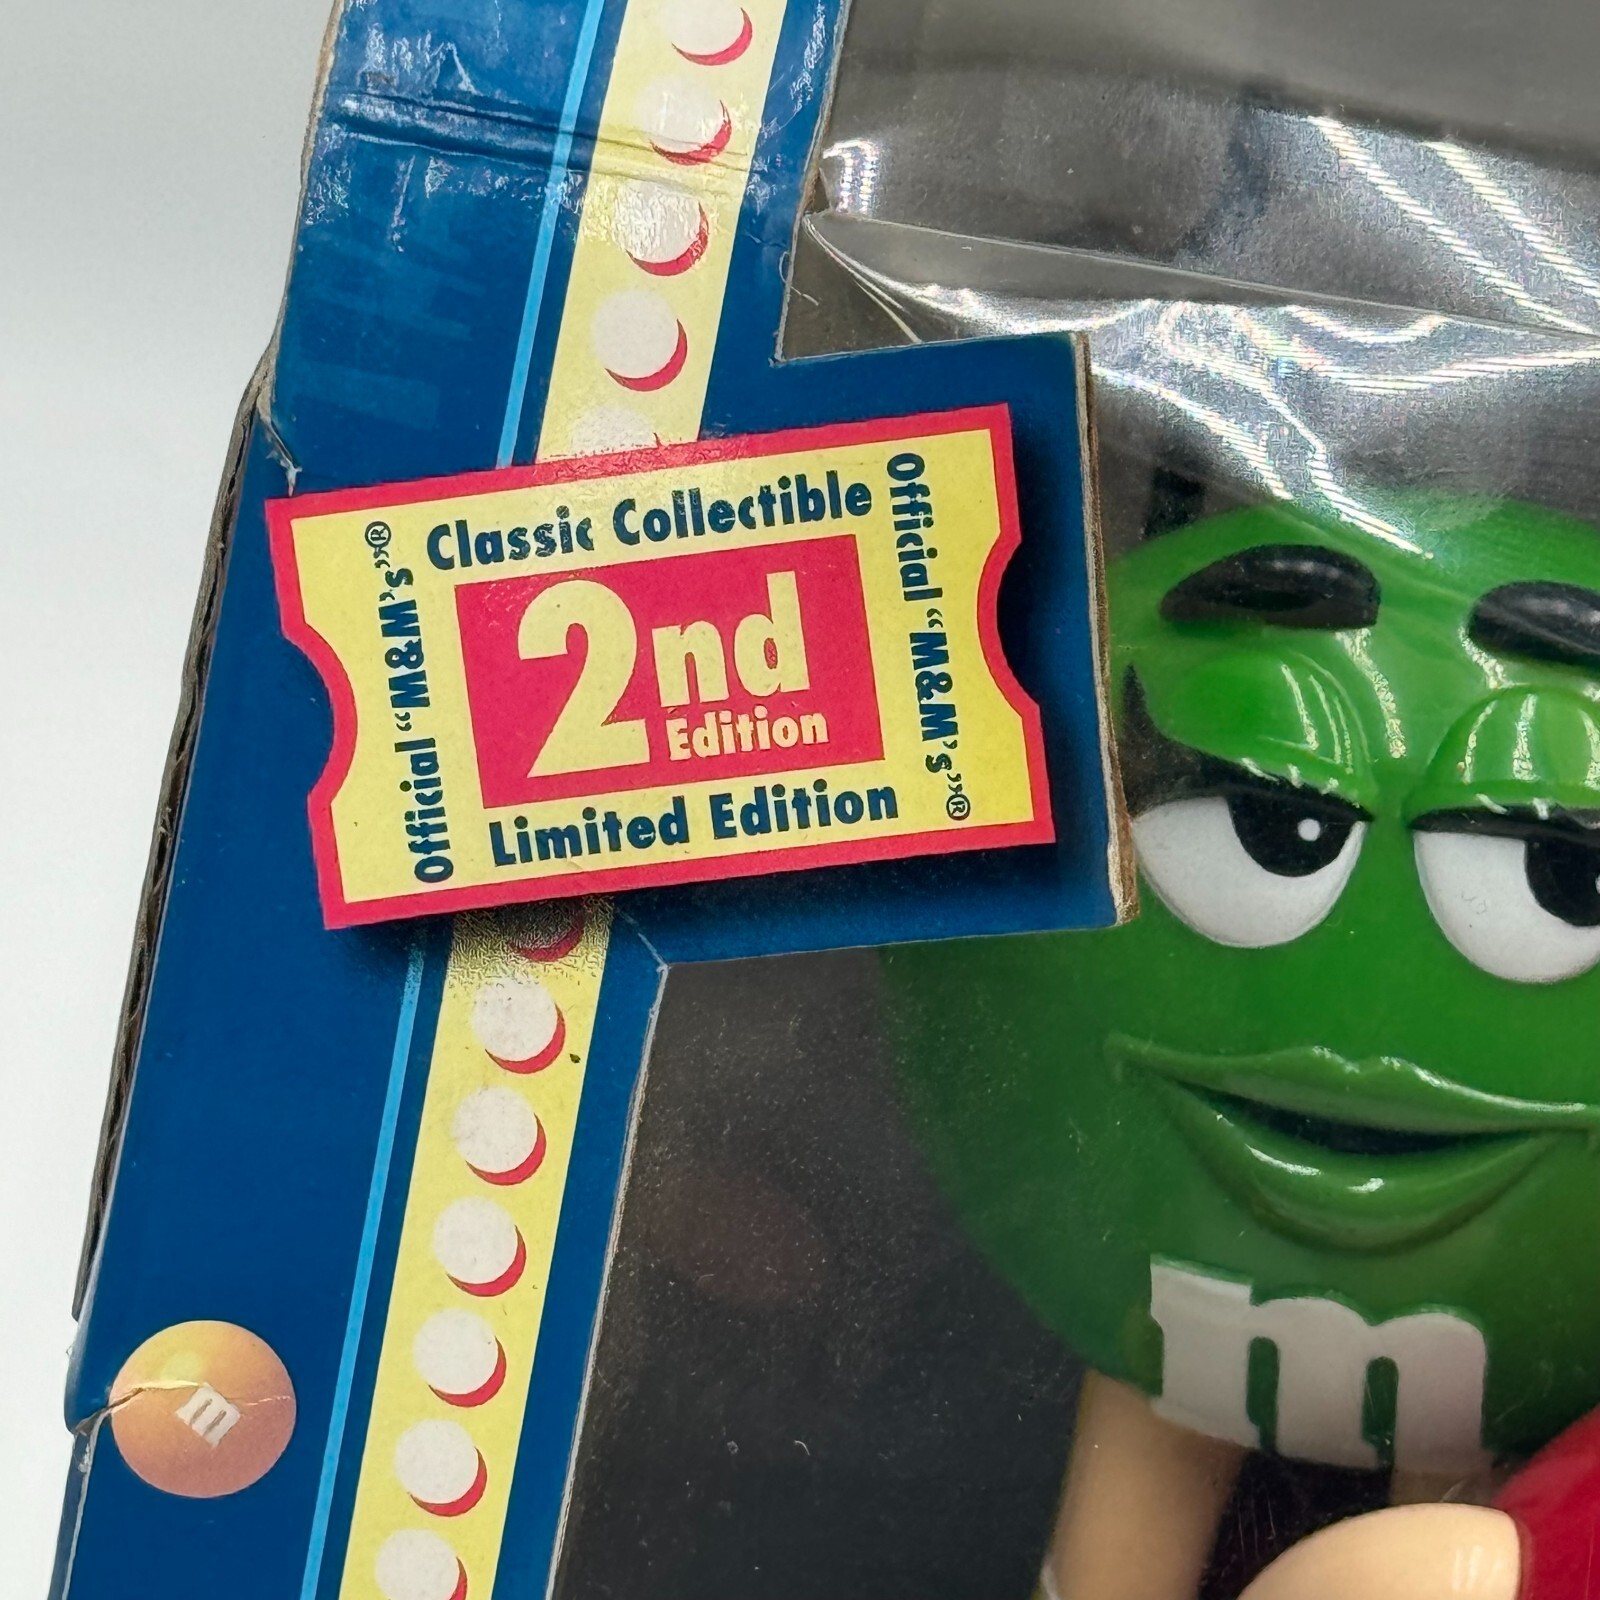 Classic Collectible
2nd
Edition
Limited Edition
Official “M&M’s”®
Official “M&M’s”®
m
m